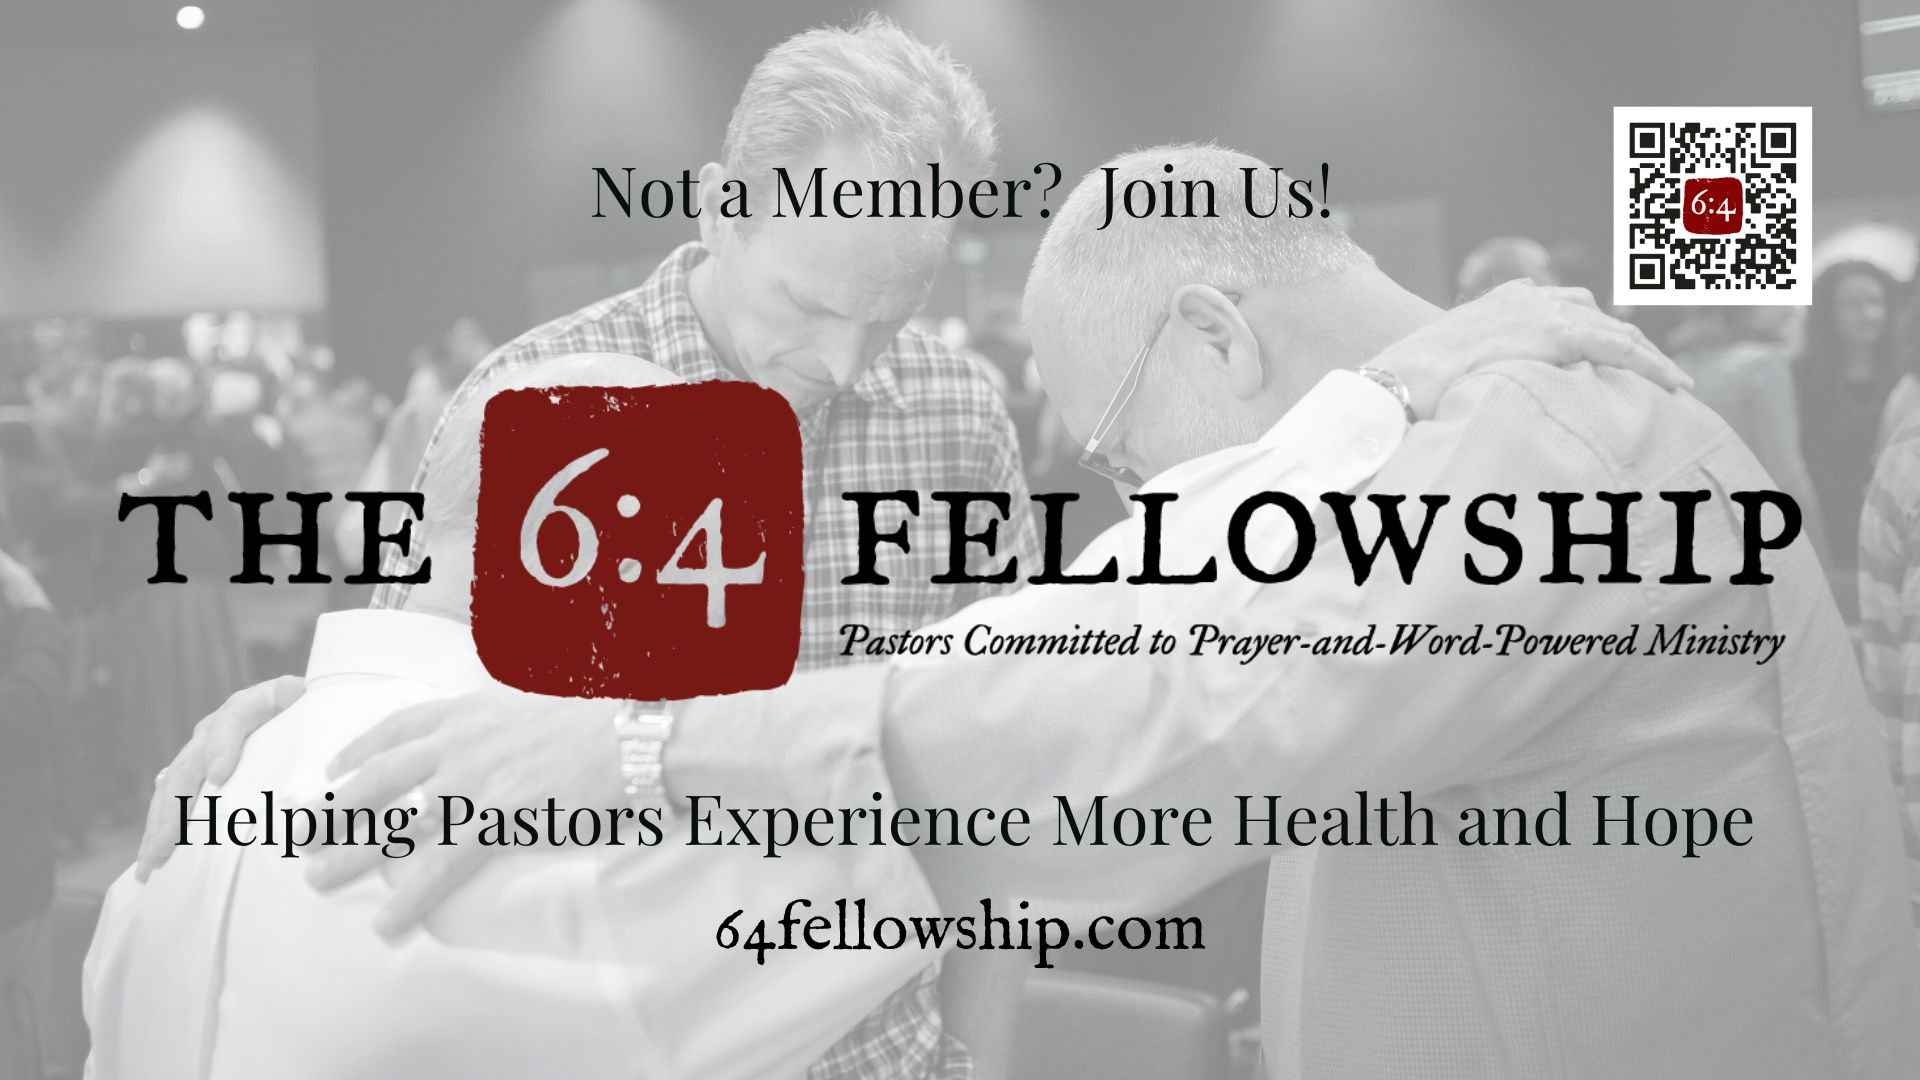 Not a Member?  Join Us!
6:4
THE 6:4 FELLOWSHIP
Pastors Committed to Prayer-and-Word-Powered Ministry
Helping Pastors Experience More Health and Hope
64fellowship.com